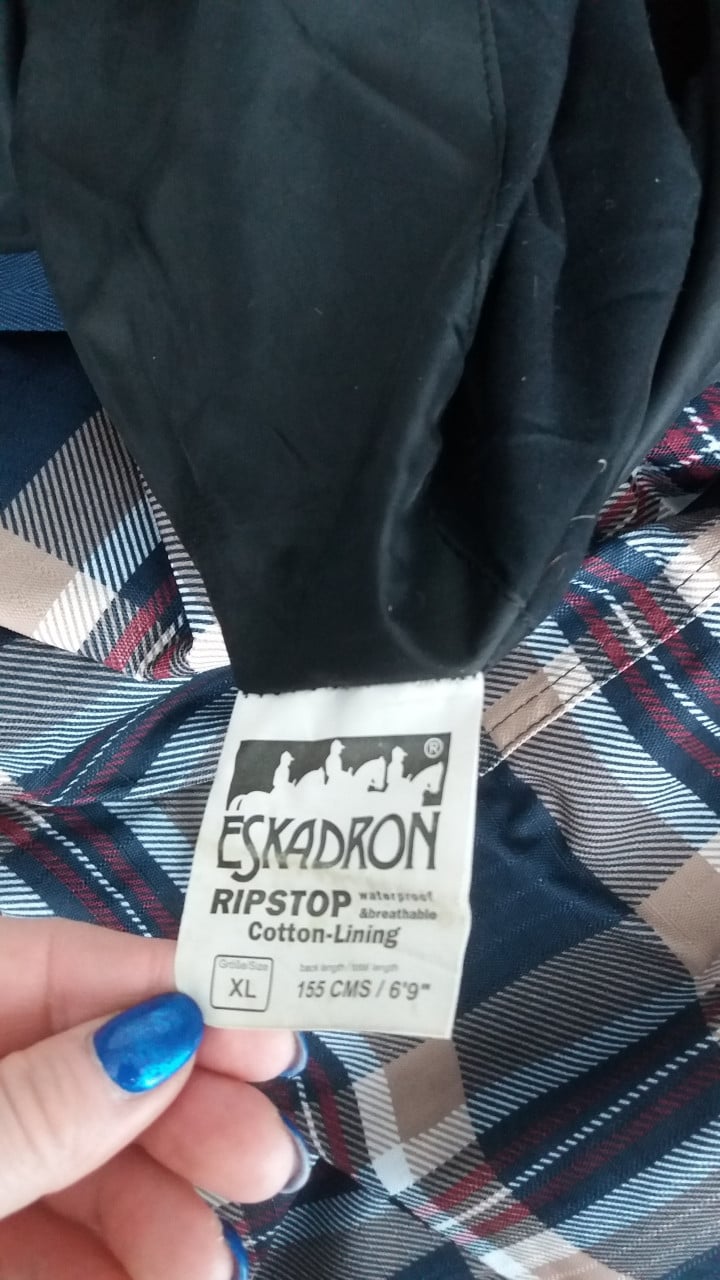 ®
ESKADRON
RIPSTOP waterproof
&breathable
Cotton-Lining
Größe/Size
XL
back length / total length
155 CMS / 6'9"